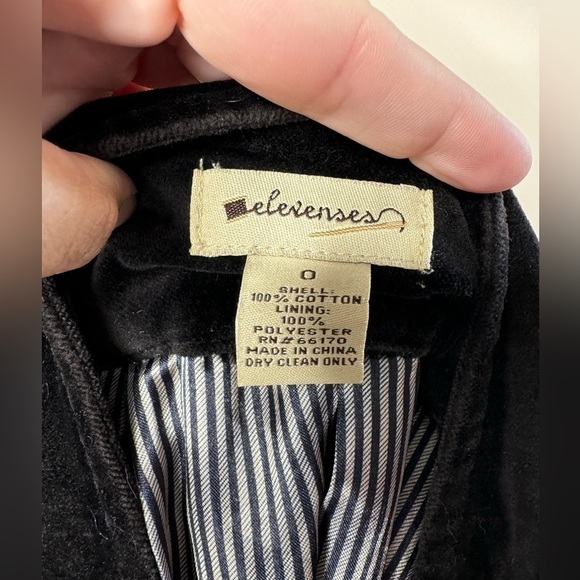 elevenses
0
SHELL:
100% COTTON
LINING:
100%
POLYESTER
RN# 66170
MADE IN CHINA
DRY CLEAN ONLY